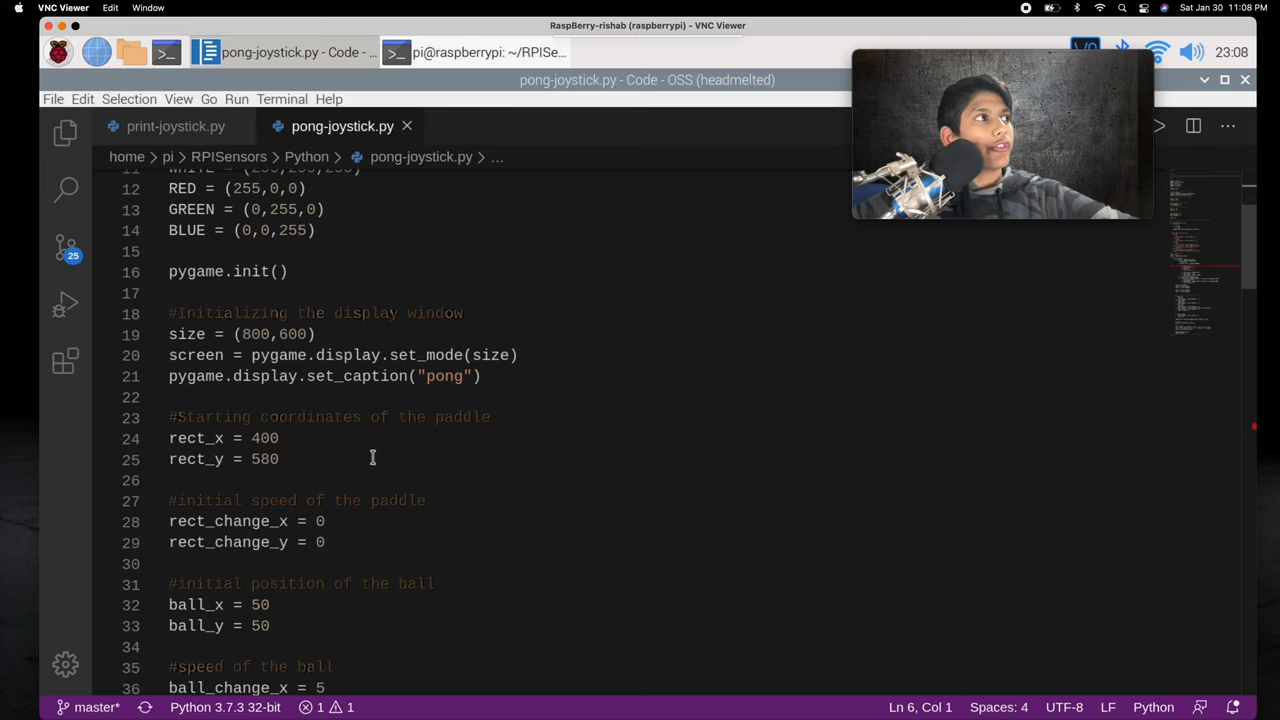 VNC Viewer Edit Window Sat Jan 30 11:08 PM
RaspBerry-rishab (raspberrypi) - VNC Viewer
pong-joystick.py - Code - ... pi@raspberrypi: ~/RPISe... 23:08
pong-joystick.py - Code - OSS (headmelted)
File Edit Selection View Go Run Terminal Help
print-joystick.py pong-joystick.py
home > pi > RPISensors > Python > pong-joystick.py > ...
12 RED = (255,0,0)
13 GREEN = (0,255,0)
14 BLUE = (0,0,255)
15
16 pygame.init()
17
18 #Initializing the display window
19 size = (800,600)
20 screen = pygame.display.set_mode(size)
21 pygame.display.set_caption("pong")
22
23 #Starting coordinates of the paddle
24 rect_x = 400
25 rect_y = 580
26
27 #initial speed of the paddle
28 rect_change_x = 0
29 rect_change_y = 0
30
31 #initial position of the ball
32 ball_x = 50
33 ball_y = 50
34
35 #speed of the ball
36 ball_change_x = 5
25
master* Python 3.7.3 32-bit 1 1 Ln 6, Col 1 Spaces: 4 UTF-8 LF Python